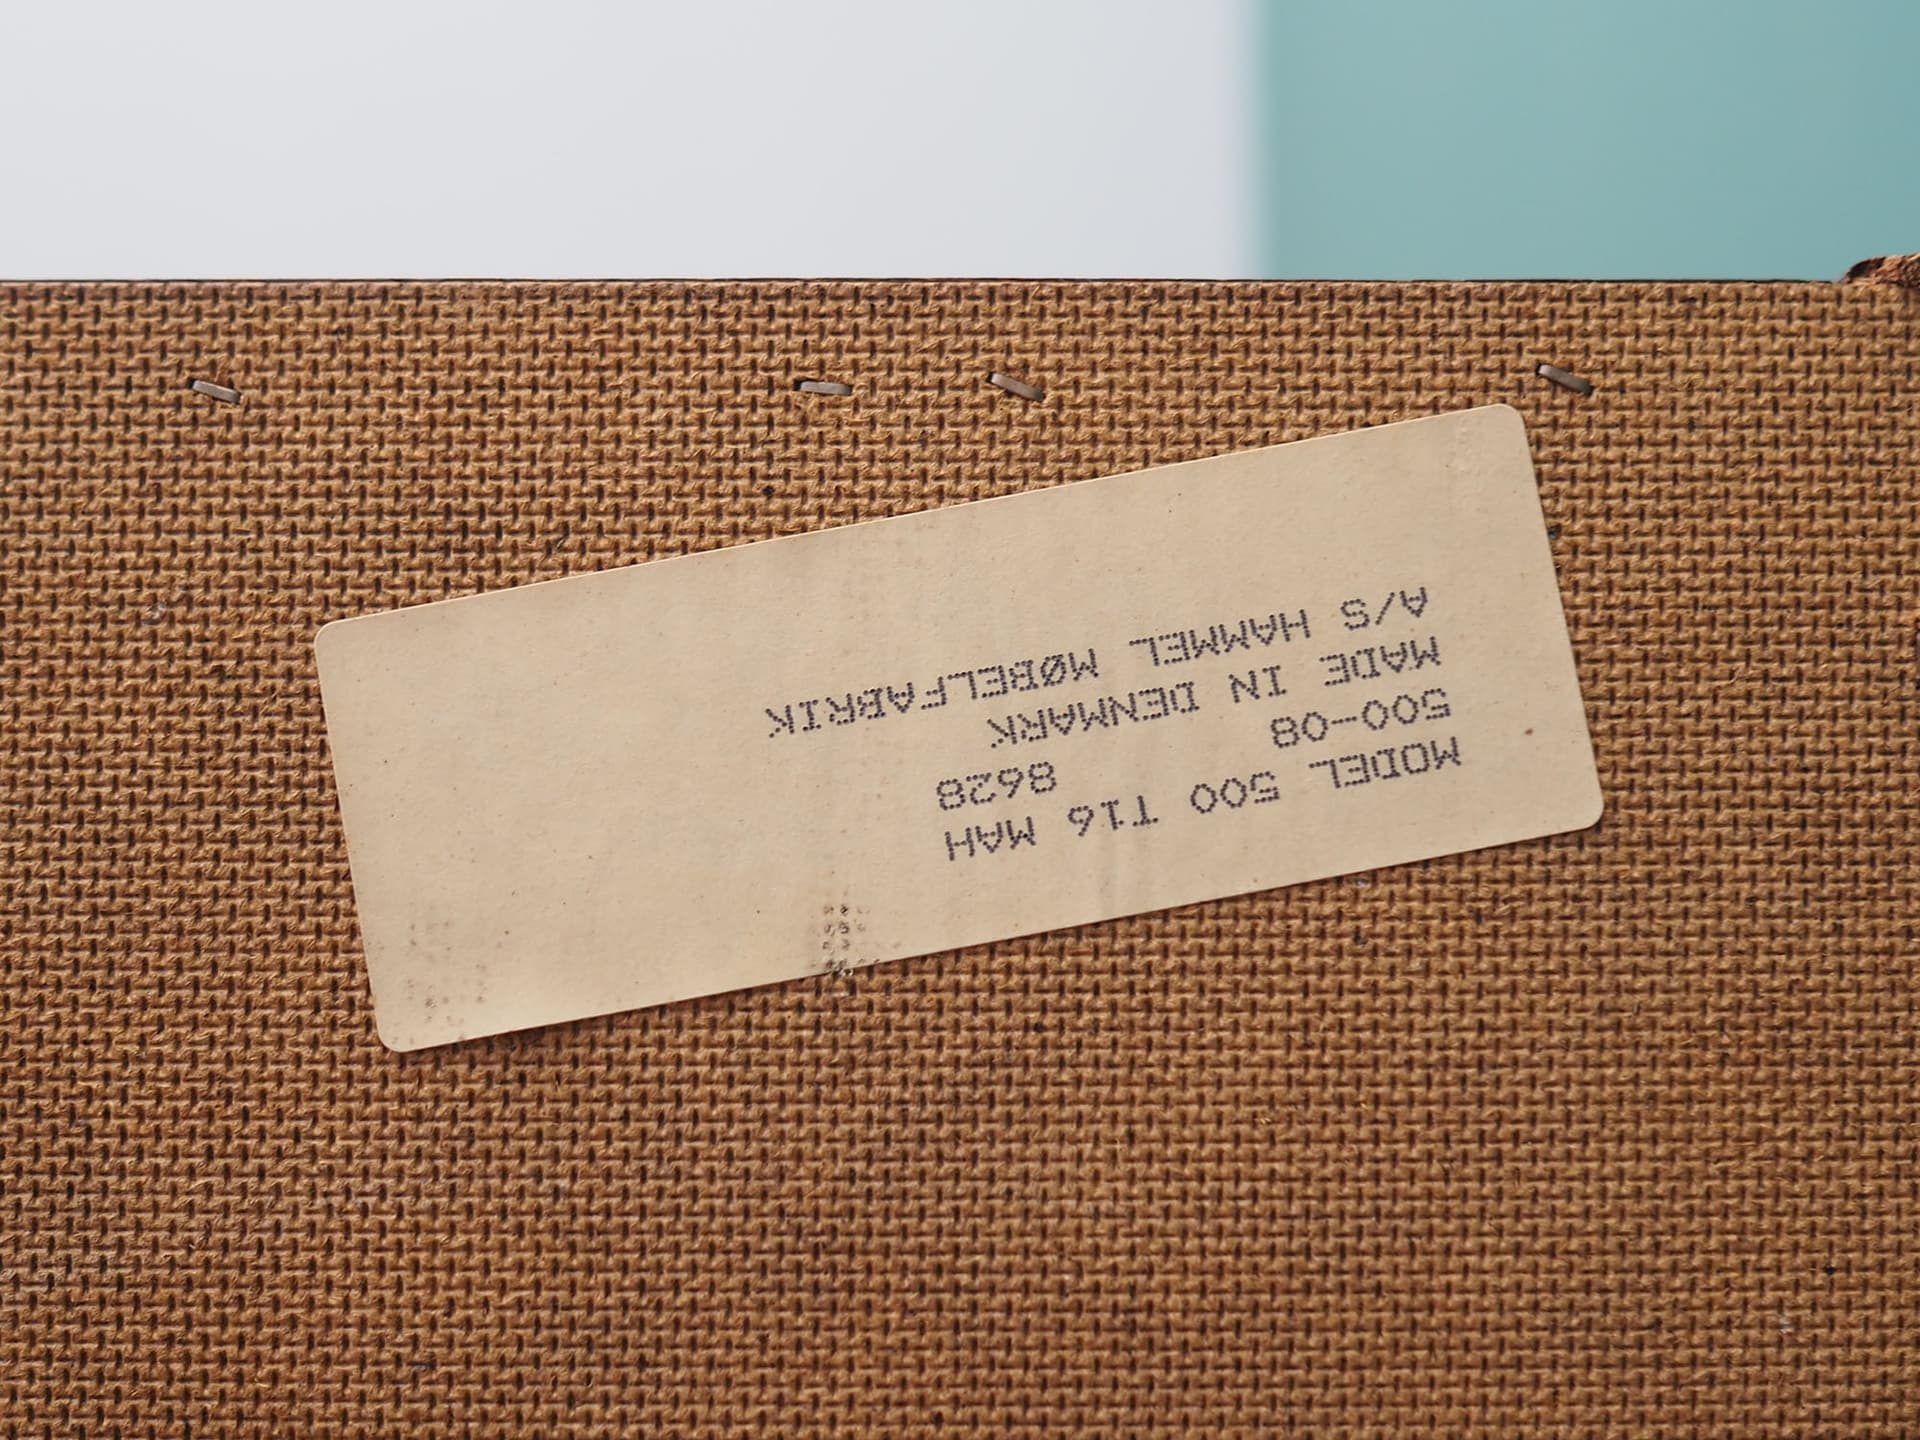 MODEL 500 T16 MAH
500-08 8628
MADE IN DENMARK
A/S HAMMEL MØBELFABRIK